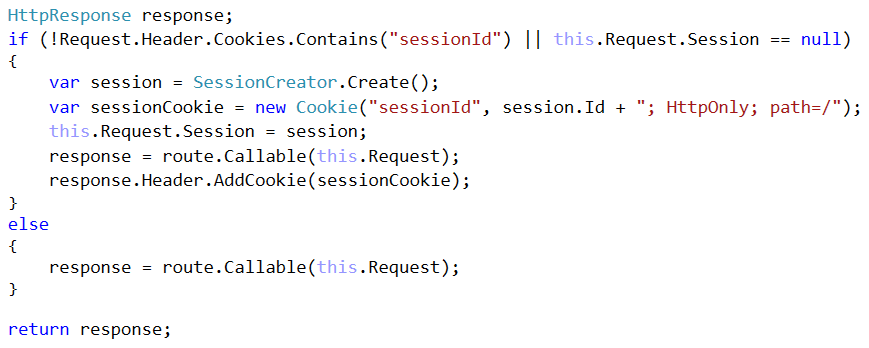 HttpResponse response;
if (!Request.Header.Cookies.Contains("sessionId") || this.Request.Session == null)
{
    var session = SessionCreator.Create();
    var sessionCookie = new Cookie("sessionId", session.Id + "; HttpOnly; path=/");
    this.Request.Session = session;
    response = route.Callable(this.Request);
    response.Header.AddCookie(sessionCookie);
}
else
{
    response = route.Callable(this.Request);
}

return response;